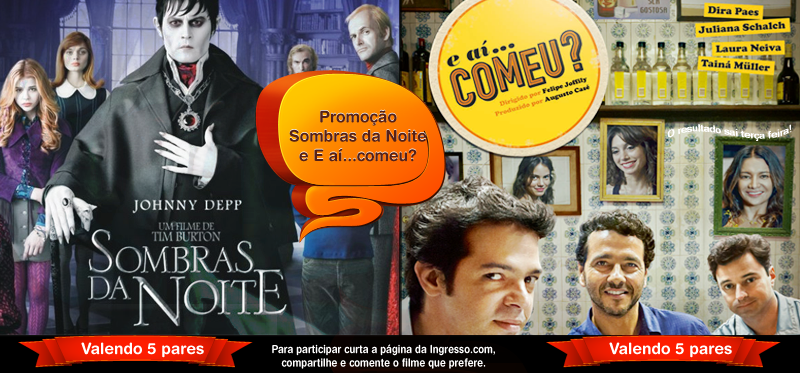 JOHNNY DEPP
UM FILME DE
TIM BURTON
SOMBRAS
DA NOITE
Promoção
Sombras da Noite
e E aí...comeu?
e aí...
COMEU?
Dirigido por Felipe Joffily
Produzido por Augusto Casé
SEM
GOSTOSA
Dira Paes
Juliana Schalch
Laura Neiva
Tainá Müller
O resultado sai terça feira!
Valendo 5 pares
Para participar curta a página da Ingresso.com,
compartilhe e comente o filme que prefere.
Valendo 5 pares